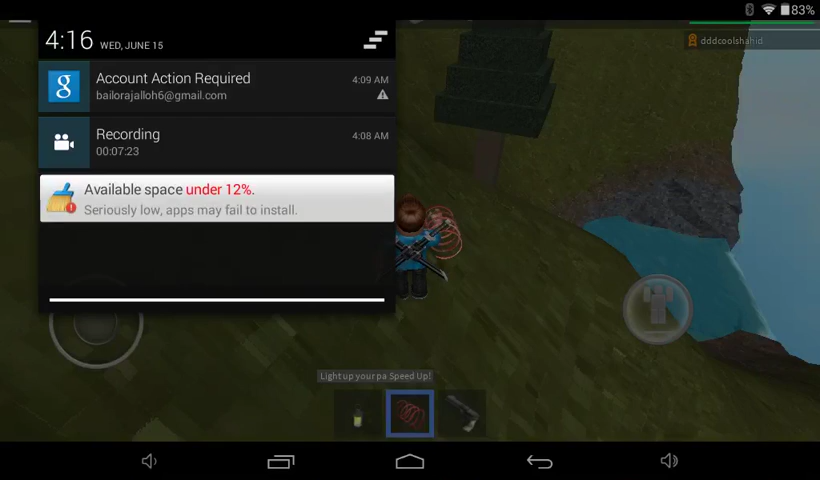 83%
4:16 WED, JUNE 15
dddcoolshahid
Account Action Required 4:09 AM
bailorajalloh6@gmail.com
Recording 4:08 AM
00:07:23
Available space under 12%.
Seriously low, apps may fail to install.
Light up your pa Speed Up!